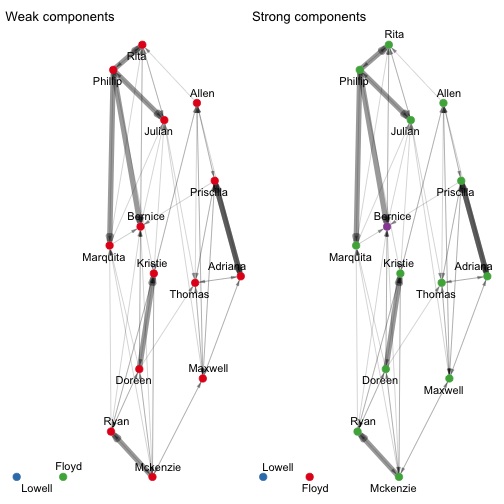 Weak components
Rita
Phillip
Allen
Julian
Priscilla
Bernice
Marquita
Kristie
Adriana
Thomas
Doreen
Maxwell
Ryan
Mckenzie
Floyd
Lowell
Strong components
Rita
Phillip
Allen
Julian
Priscilla
Bernice
Marquita
Kristie
Adriana
Thomas
Doreen
Maxwell
Ryan
Mckenzie
Lowell
Floyd